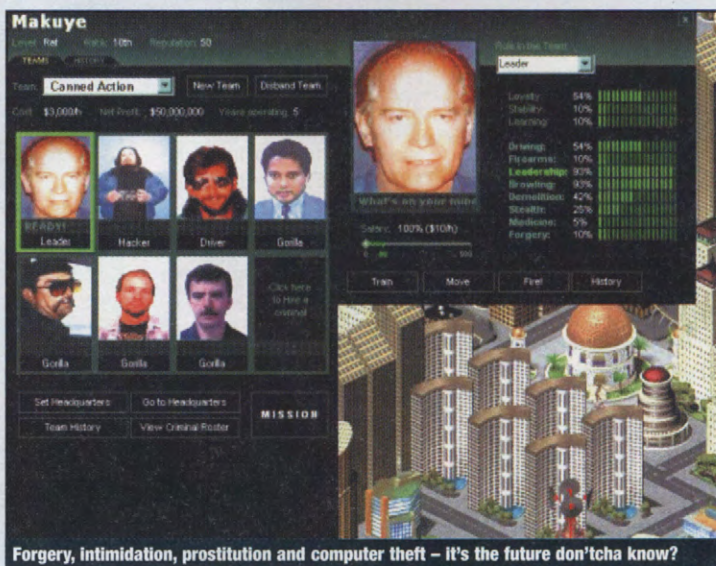 Makuye
Level: Rat Rank: 16th Reputation: 50
TEAMS HISTORY
Team: Canned Action New Team Disband Team
Cost: $3,000/h Net Profit: $50,000,000 Years operating: 5
READY!
Leader Hacker Driver Gorilla
Gorilla Gorilla Gorilla
Click here
to Hire a
criminal
Set Headquarters Go to Headquarters
MISSION
Team History View Criminal Roster
Role in the Team:
Leader
Loyalty: 54%
Stability: 10%
Learning: 10%
Driving: 54%
Firearms: 10%
Leadership: 93%
Brawling: 93%
Demolition: 42%
Stealth: 25%
Medicine: 5%
Forgery: 10%
What's on your mind
Salary: 100% ($10/h)
Train Move Fire! History
Forgery, intimidation, prostitution and computer theft – it's the future don'tcha know?